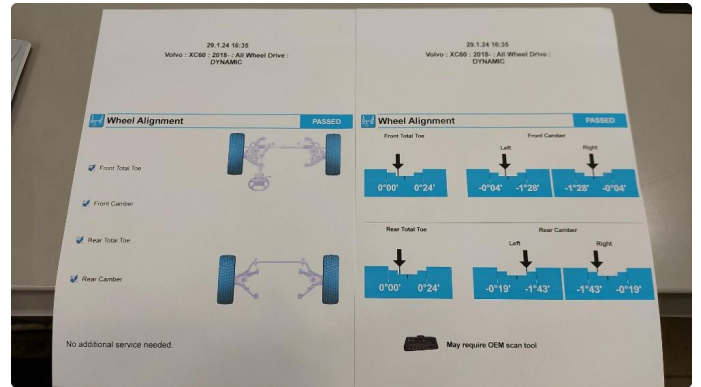 29.1.24 16:35
Volvo : XC60 : 2018- : All Wheel Drive :
DYNAMIC
Wheel Alignment PASSED
Front Total Toe
Front Camber
Rear Total Toe
Rear Camber
No additional service needed.
29.1.24 16:35
Volvo : XC60 : 2018- : All Wheel Drive :
DYNAMIC
Wheel Alignment PASSED
Front Total Toe Front Camber
Left Right
0°00' 0°24' -0°04' -1°28' -1°28' -0°04'
Rear Total Toe Rear Camber
Left Right
0°00' 0°24' -0°19' -1°43' -1°43' -0°19'
May require OEM scan tool